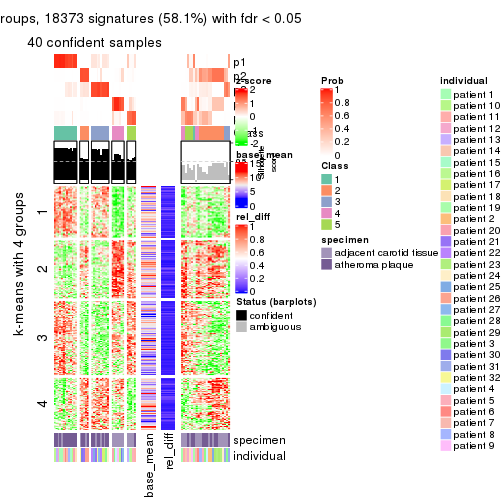 roups, 18373 signatures (58.1%) with fdr < 0.05
40 confident samples
p1
p2
z-score
2
1
-1
-2
base_mean
15
10
5
0
rel_diff
1
0.8
0.6
0.4
0.2
0
Status (barplots)
confident
ambiguous
Prob
1
0.8
0.6
0.4
0.2
0
Class
1
2
3
4
5
specimen
adjacent carotid tissue
atheroma plaque
individual
patient 1
patient 10
patient 11
patient 12
patient 13
patient 14
patient 15
patient 16
patient 17
patient 18
patient 19
patient 2
patient 20
patient 21
patient 22
patient 23
patient 24
patient 25
patient 26
patient 27
patient 28
patient 29
patient 3
patient 30
patient 31
patient 32
patient 4
patient 5
patient 6
patient 7
patient 8
patient 9
k-means with 4 groups
1
2
3
4
specimen
individual
base_mean
rel_diff